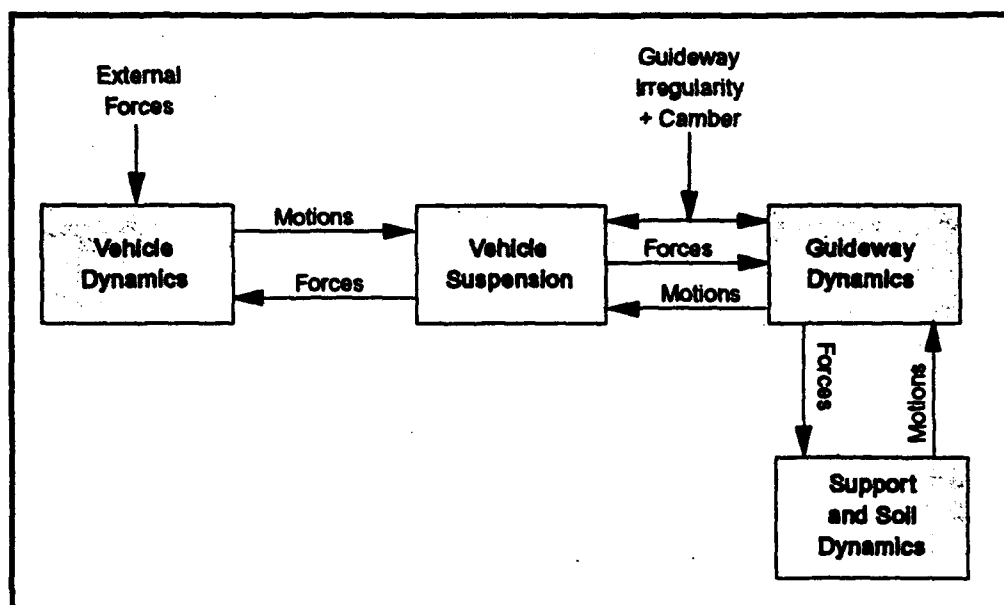 External
Forces
Guideway
Irregularity
+ Camber
Vehicle
Dynamics
Motions
Forces
Vehicle
Suspension
Forces
Motions
Guideway
Dynamics
Forces
Motions
Support
and Soil
Dynamics